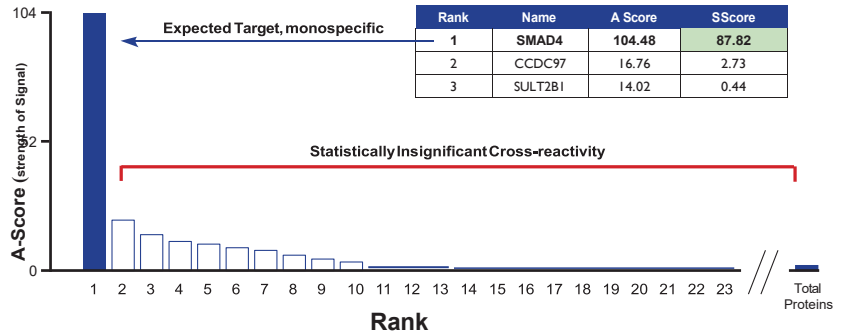 104
52
0
A-Score (strength of Signal)
Expected Target, monospecific
Rank Name A Score SScore
1 SMAD4 104.48 87.82
2 CCDC97 16.76 2.73
3 SULT2B1 14.02 0.44
Statistically Insignificant Cross-reactivity
1 2 3 4 5 6 7 8 9 10 11 12 13 14 15 16 17 18 19 20 21 22 23
Total
Proteins
Rank